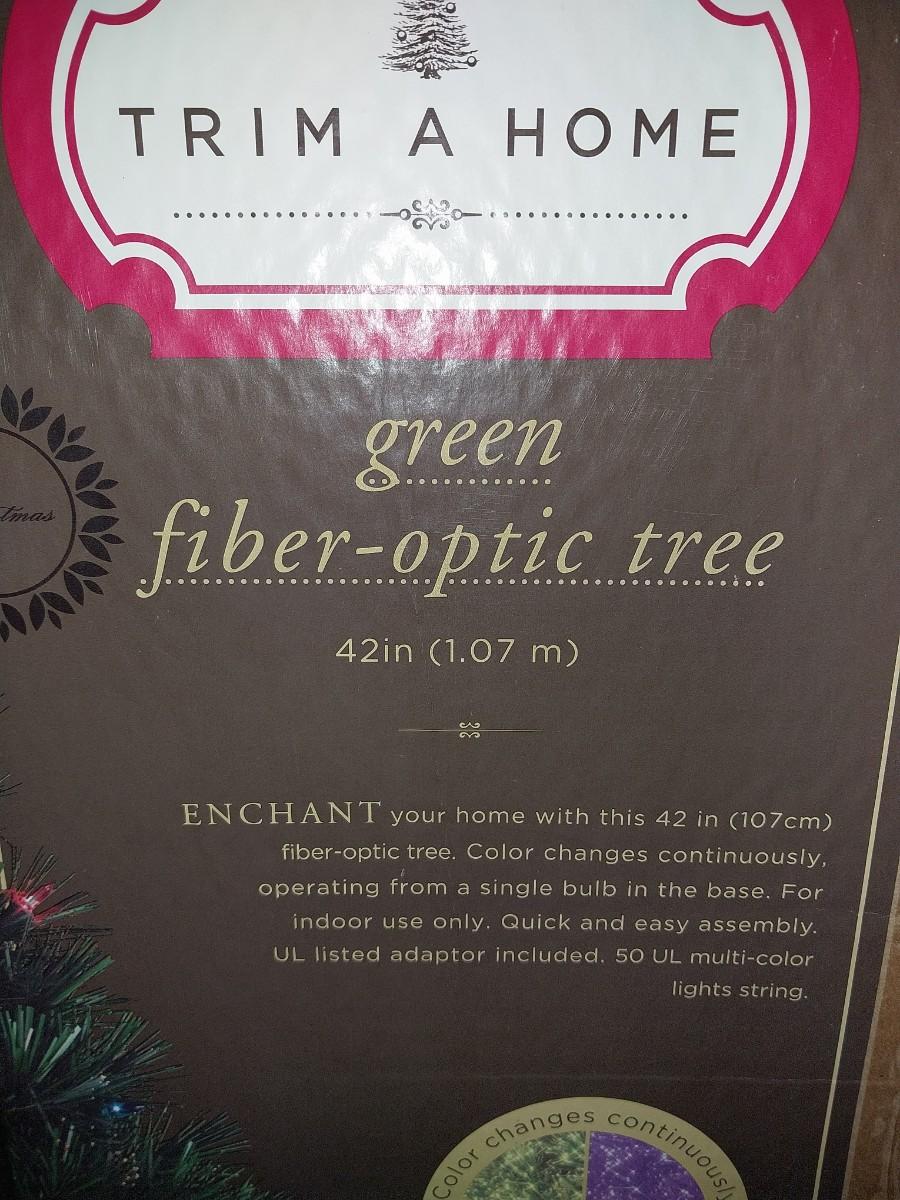 TRIM A HOME
green
fiber-optic tree
42in (1.07 m)
ENCHANT your home with this 42 in (107cm)
fiber-optic tree. Color changes continuously,
operating from a single bulb in the base. For
indoor use only. Quick and easy assembly.
UL listed adaptor included. 50 UL multi-color
lights string.
Color changes continuously